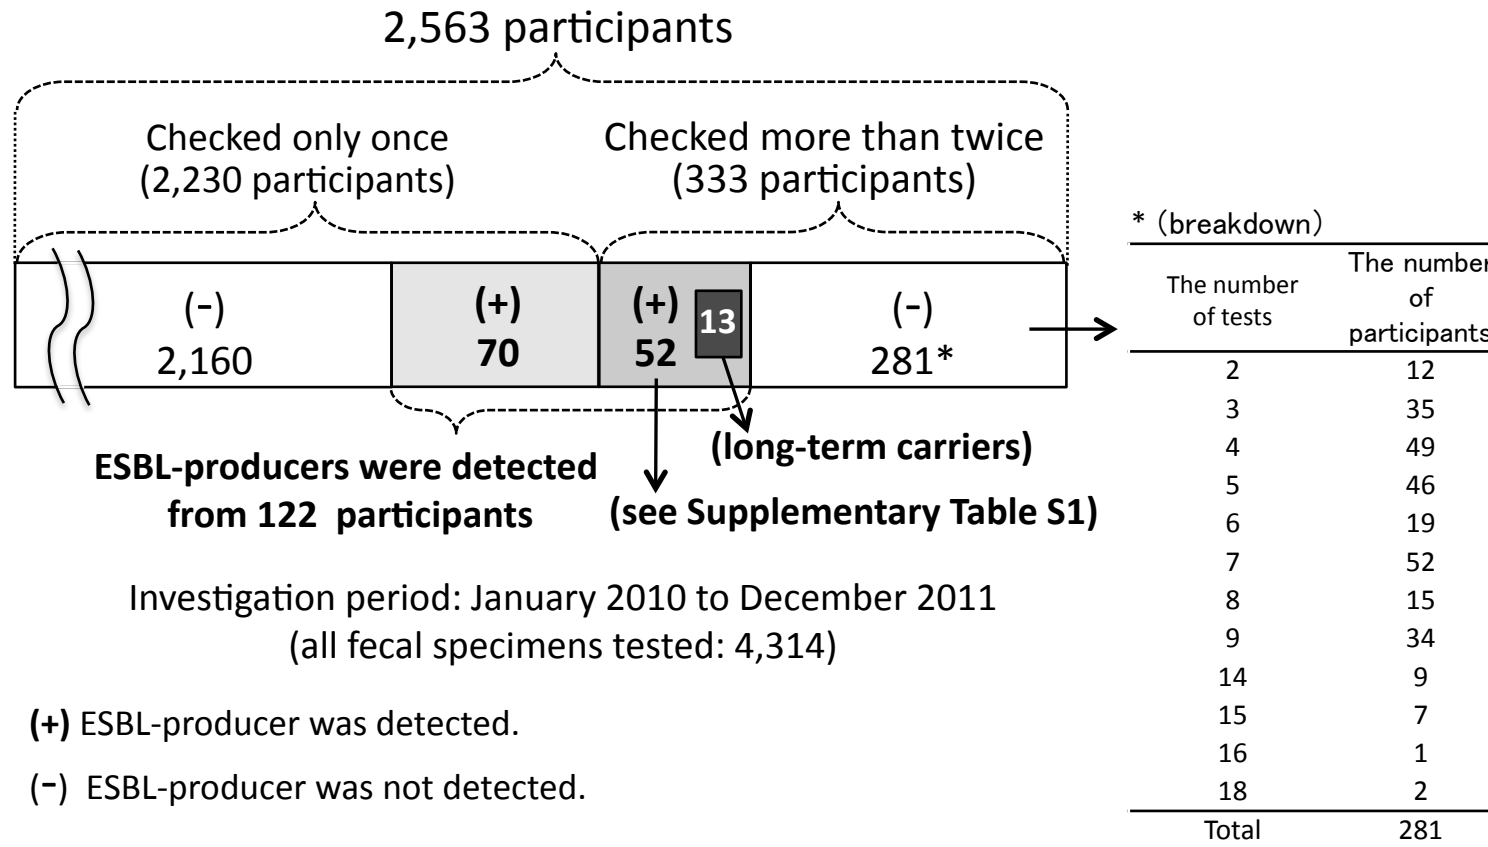 2,563 participants
Checked only once
(2,230 participants)
Checked more than twice
(333 participants)
(-)
2,160
(+)
70
(+)
52
13
(-)
281*
ESBL-producers were detected
from 122 participants
(long-term carriers)
(see Supplementary Table S1)
Investigation period: January 2010 to December 2011
(all fecal specimens tested: 4,314)
(+) ESBL-producer was detected.
(-) ESBL-producer was not detected.
* (breakdown)
The number
of tests
The number
of
participants
2 12
3 35
4 49
5 46
6 19
7 52
8 15
9 34
14 9
15 7
16 1
18 2
Total 281